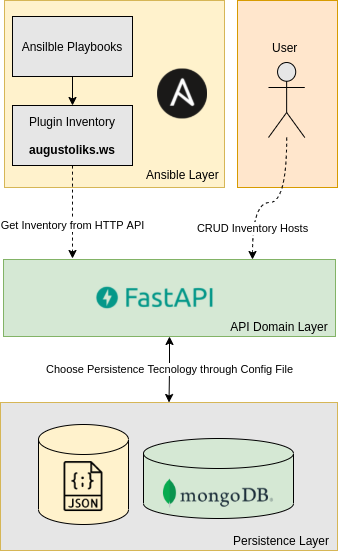 Ansilble Playbooks
User
Plugin Inventory
augustoliks.ws
Ansible Layer
Get Inventory from HTTP API
CRUD Inventory Hosts
FastAPI
API Domain Layer
Choose Persistence Tecnology through Config File
{;}
JSON
mongoDB.
Persistence Layer